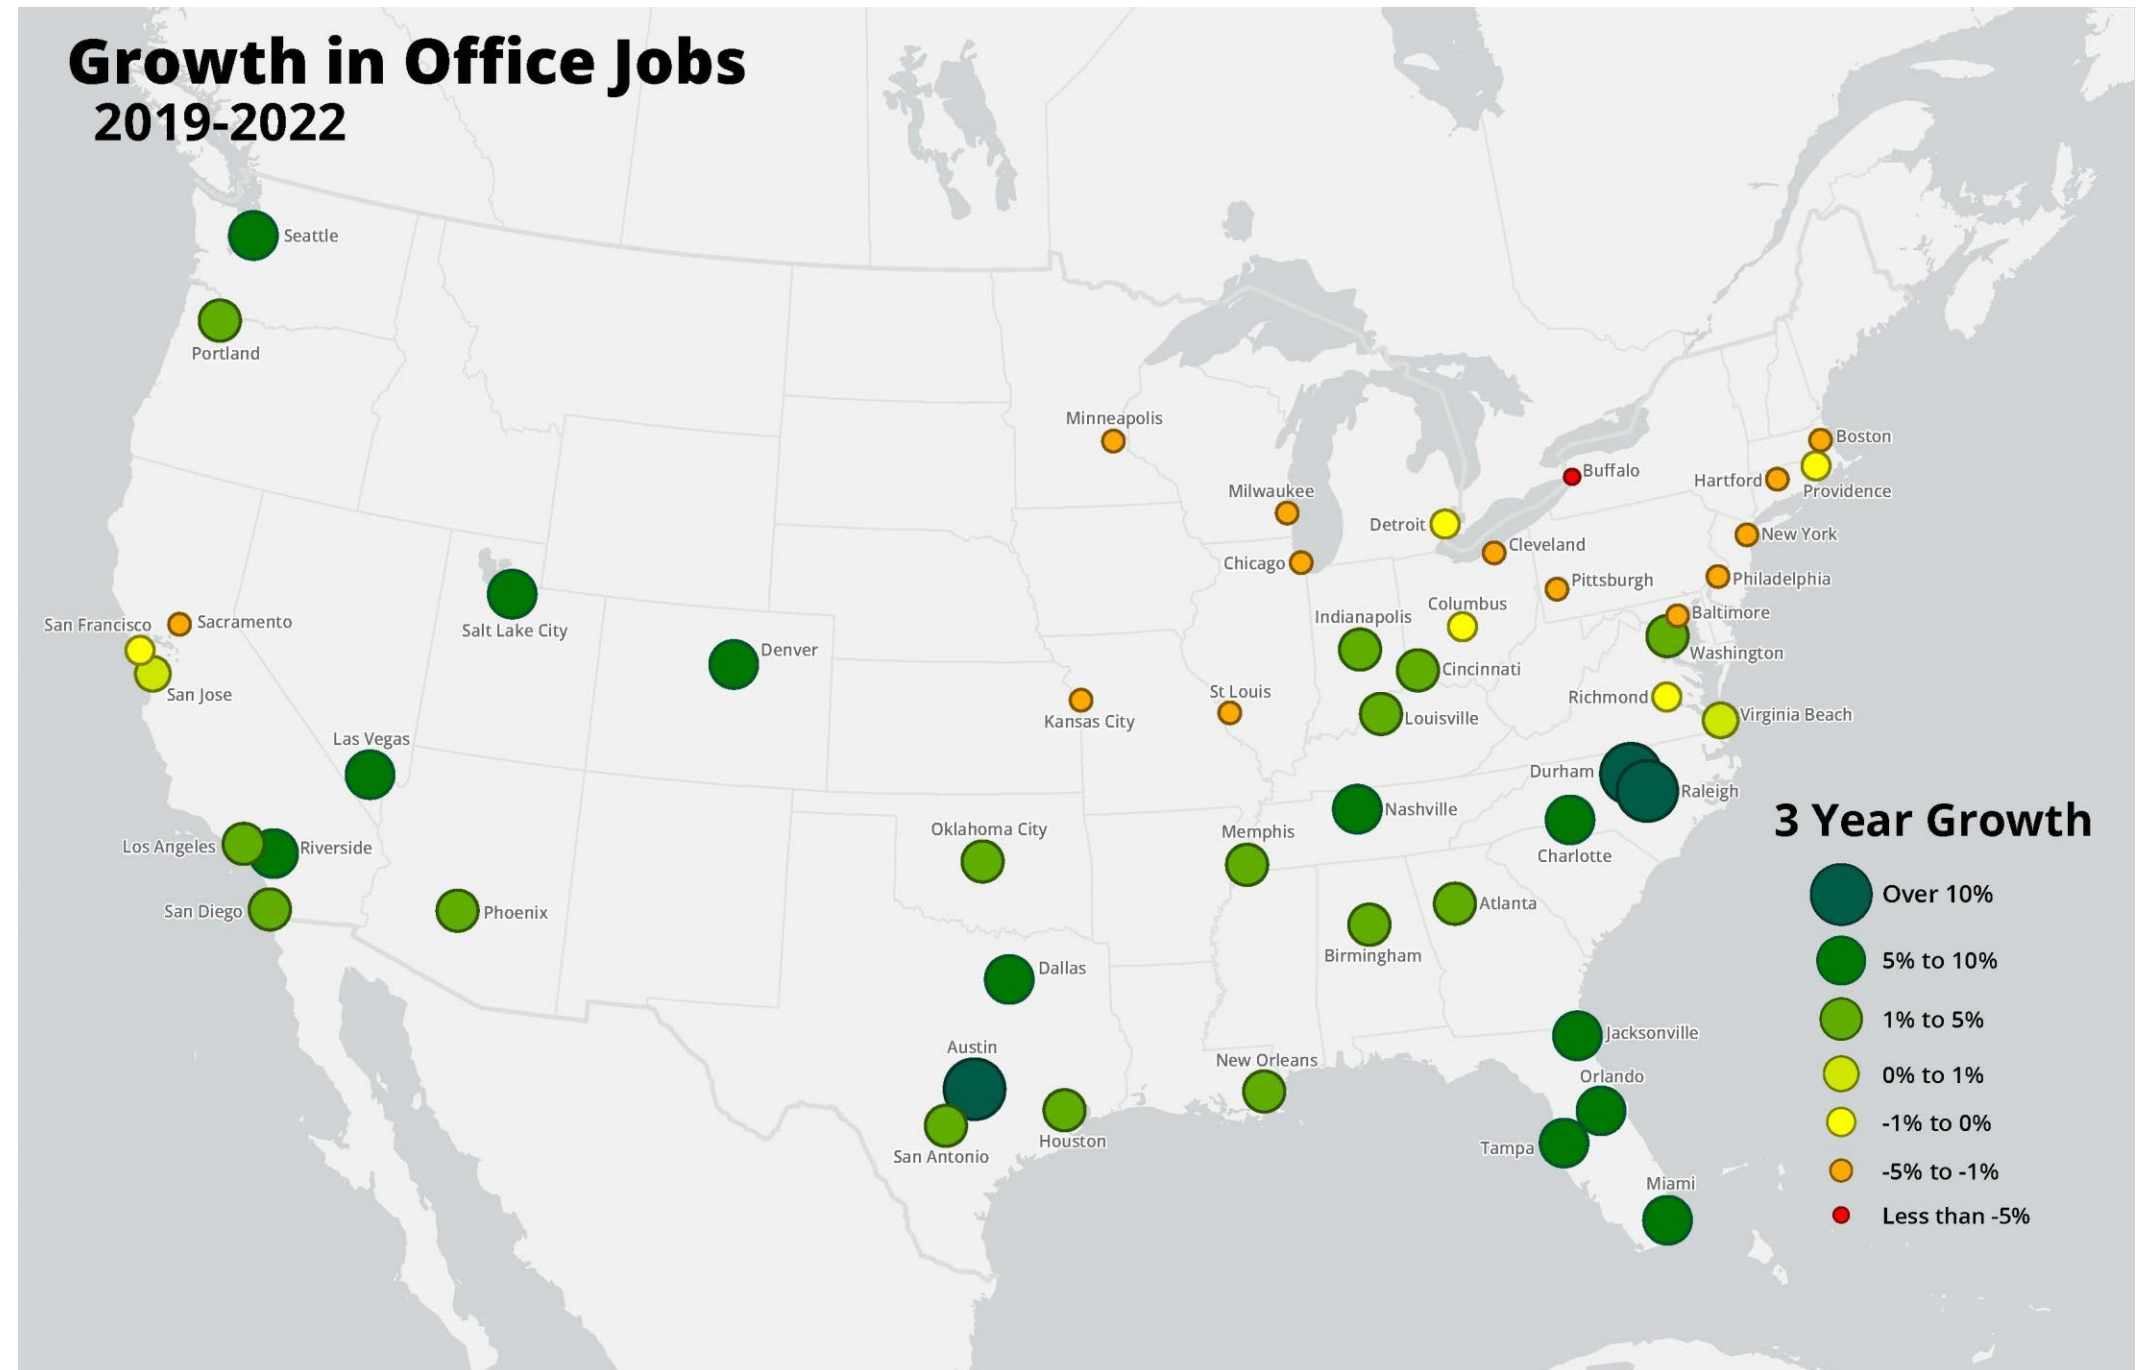 Growth in Office Jobs
2019-2022
Seattle
Portland
Minneapolis
Boston
Buffalo
Hartford
Providence
Milwaukee
Detroit
New York
Cleveland
Chicago
Pittsburgh
Philadelphia
Columbus
Baltimore
Indianapolis
San Francisco
Sacramento
Salt Lake City
Denver
Washington
Cincinnati
San Jose
St Louis
Richmond
Kansas City
Louisville
Virginia Beach
Las Vegas
Durham
Raleigh
Nashville
3 Year Growth
Oklahoma City
Memphis
Los Angeles
Riverside
Charlotte
Over 10%
Atlanta
San Diego
Phoenix
Birmingham
5% to 10%
Dallas
1% to 5%
Jacksonville
Austin
New Orleans
Orlando
0% to 1%
-1% to 0%
Houston
Tampa
San Antonio
-5% to -1%
Miami
Less than -5%